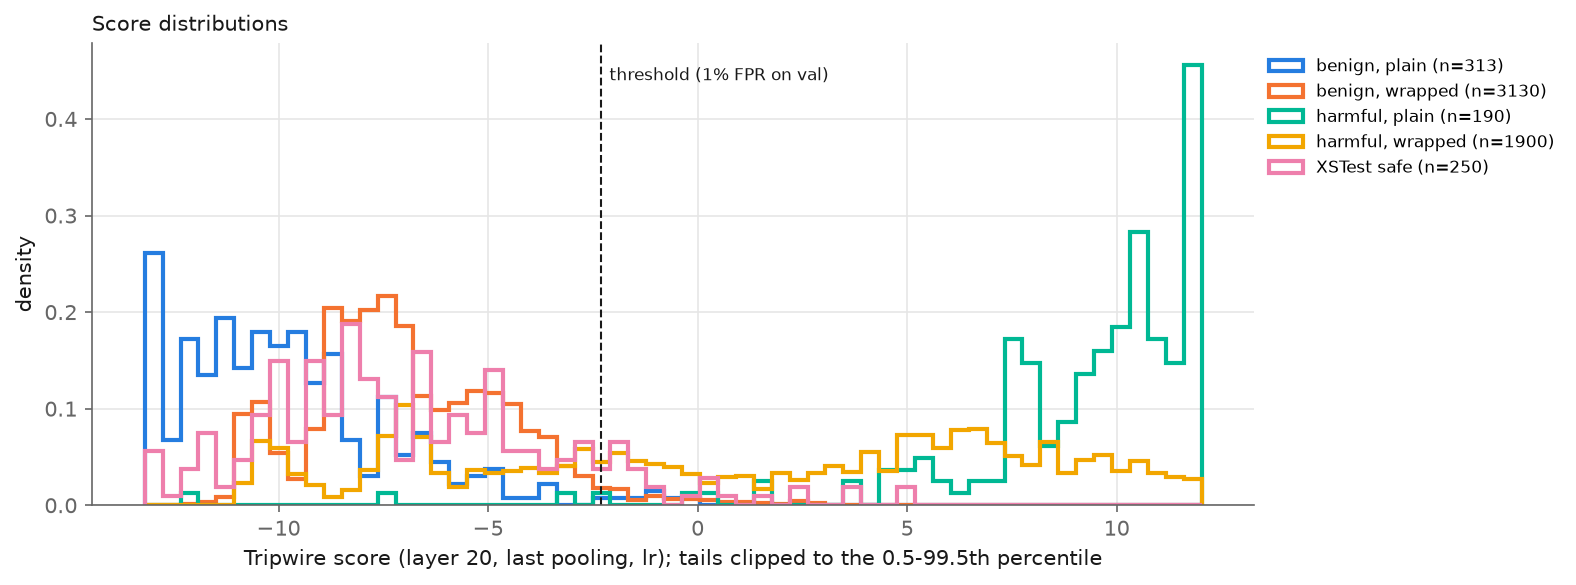 Score distributions
threshold (1% FPR on val)
benign, plain (n=313)
benign, wrapped (n=3130)
harmful, plain (n=190)
harmful, wrapped (n=1900)
XSTest safe (n=250)
density
0.4
0.3
0.2
0.1
0.0
−10
−5
0
5
10
Tripwire score (layer 20, last pooling, lr); tails clipped to the 0.5-99.5th percentile